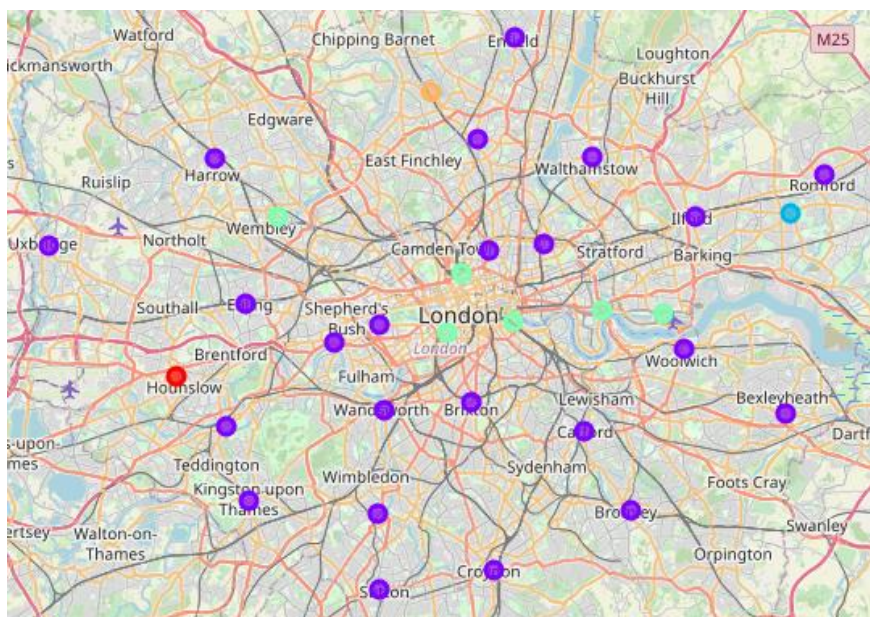 Watford
Chipping Barnet
Enfield
M25
Loughton
ickmansworth
Buckhurst
Hill
Edgware
East Finchley
Walthamstow
Harrow
Ruislip
Romford
Wembley
Ilford
Uxbridge
Northolt
Camden Town
Stratford
Barking
Southall
Ealing
Shepherd's
Bush
London
London
Brentford
Woolwich
Hounslow
Fulham
Wandsworth
Brixton
Lewisham
Bexleyheath
s-upon-
mes
Catford
Dartf
Teddington
Wimbledon
Sydenham
Kingston upon
Thames
Foots Cray
Bromley
Swanley
ertsey
Walton-on-
Thames
Orpington
Croydon
Sutton